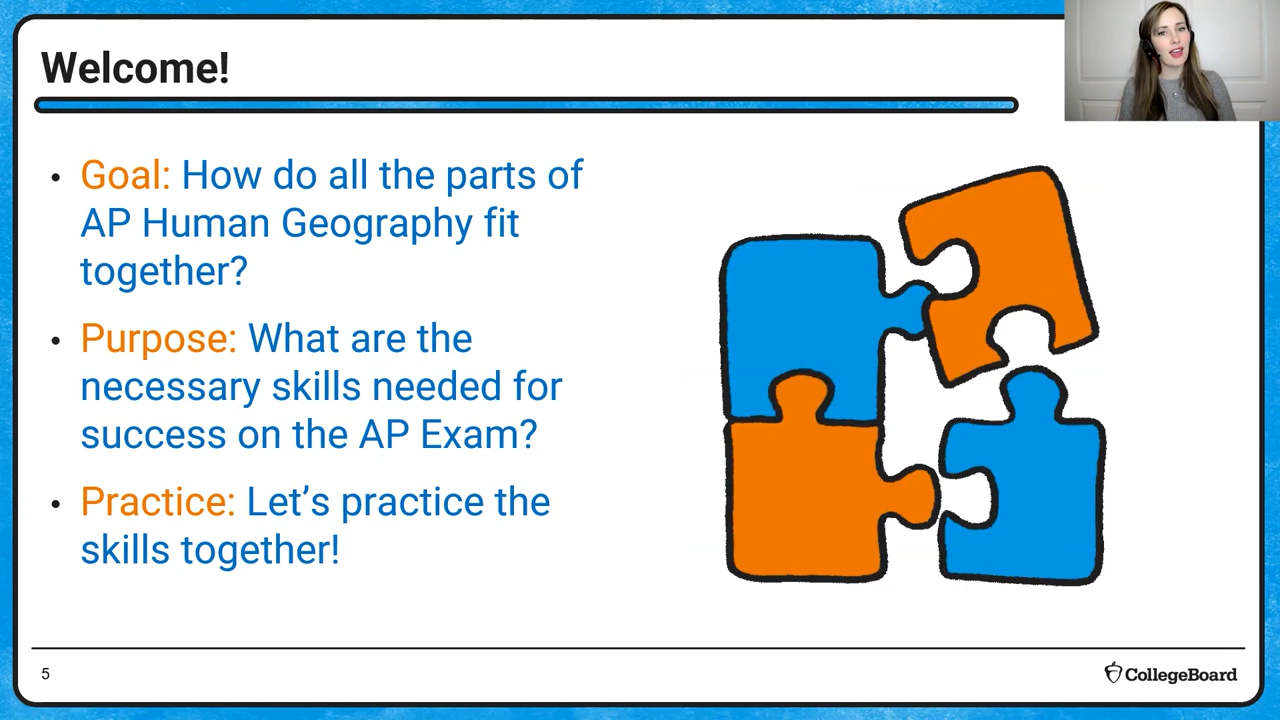 Welcome!
• Goal: How do all the parts of
AP Human Geography fit
together?
• Purpose: What are the
necessary skills needed for
success on the AP Exam?
• Practice: Let’s practice the
skills together!
5
CollegeBoard